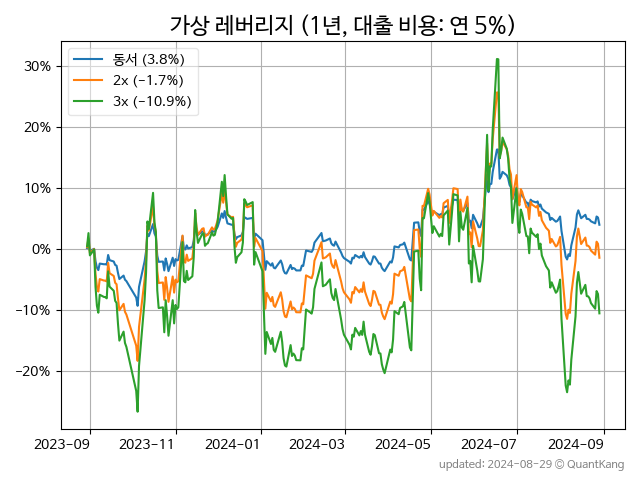 가상 레버리지 (1년, 대출 비용: 연 5%)
동서 (3.8%)
2x (−1.7%)
3x (−10.9%)
30%
20%
10%
0%
−10%
−20%
2023-09
2023-11
2024-01
2024-03
2024-05
2024-07
2024-09
updated: 2024-08-29 © QuantKang